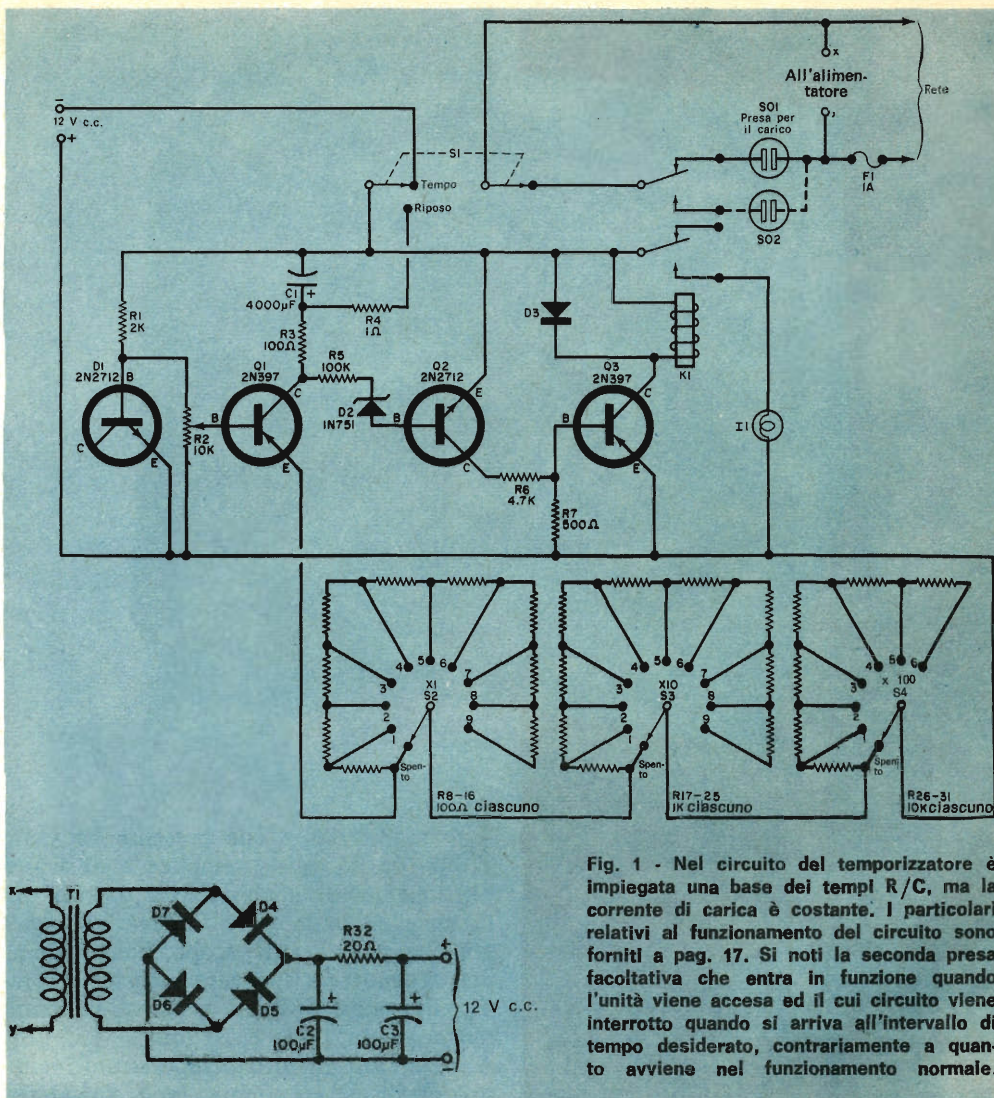 –
12 V c.c.
+
S1
Tempo
Riposo
All'alimen-
tatore
x
Rete
SO1
Presa per
il carico
F1
1A
SO2
R1
2K
C1
4000µF
+
R4
1Ω
R3
100Ω
D3
K1
D1
2N2712
B
C
E
R2
10K
Q1
2N397
B
C
E
R5
100K
D2
1N751
Q2
2N2712
B
E
C
R6
4.7K
Q3
2N397
B
C
E
R7
500Ω
I1
1
2
3
4
5
6
7
8
9
X1
S2
Spen-
to
R8-16
100Ω ciascuno
1
2
3
4
5
6
7
8
9
X10
S3
Spen-
to
R17-25
1K ciascuno
1
2
3
4
5
6
x 100
S4
Spen-
to
R26-31
10K ciascuno
x
y
T1
D7
D4
D6
D5
R32
20Ω
+
C2
100µF
+
C3
100µF
+
12 V c.c.
–
Fig. 1 - Nel circuito del temporizzatore è
impiegata una base dei tempi R/C, ma la
corrente di carica è costante. I particolari
relativi al funzionamento del circuito sono
forniti a pag. 17. Si noti la seconda presa
facoltativa che entra in funzione quando
l'unità viene accesa ed il cui circuito viene
interrotto quando si arriva all'intervallo di
tempo desiderato, contrariamente a quan-
to avviene nel funzionamento normale.